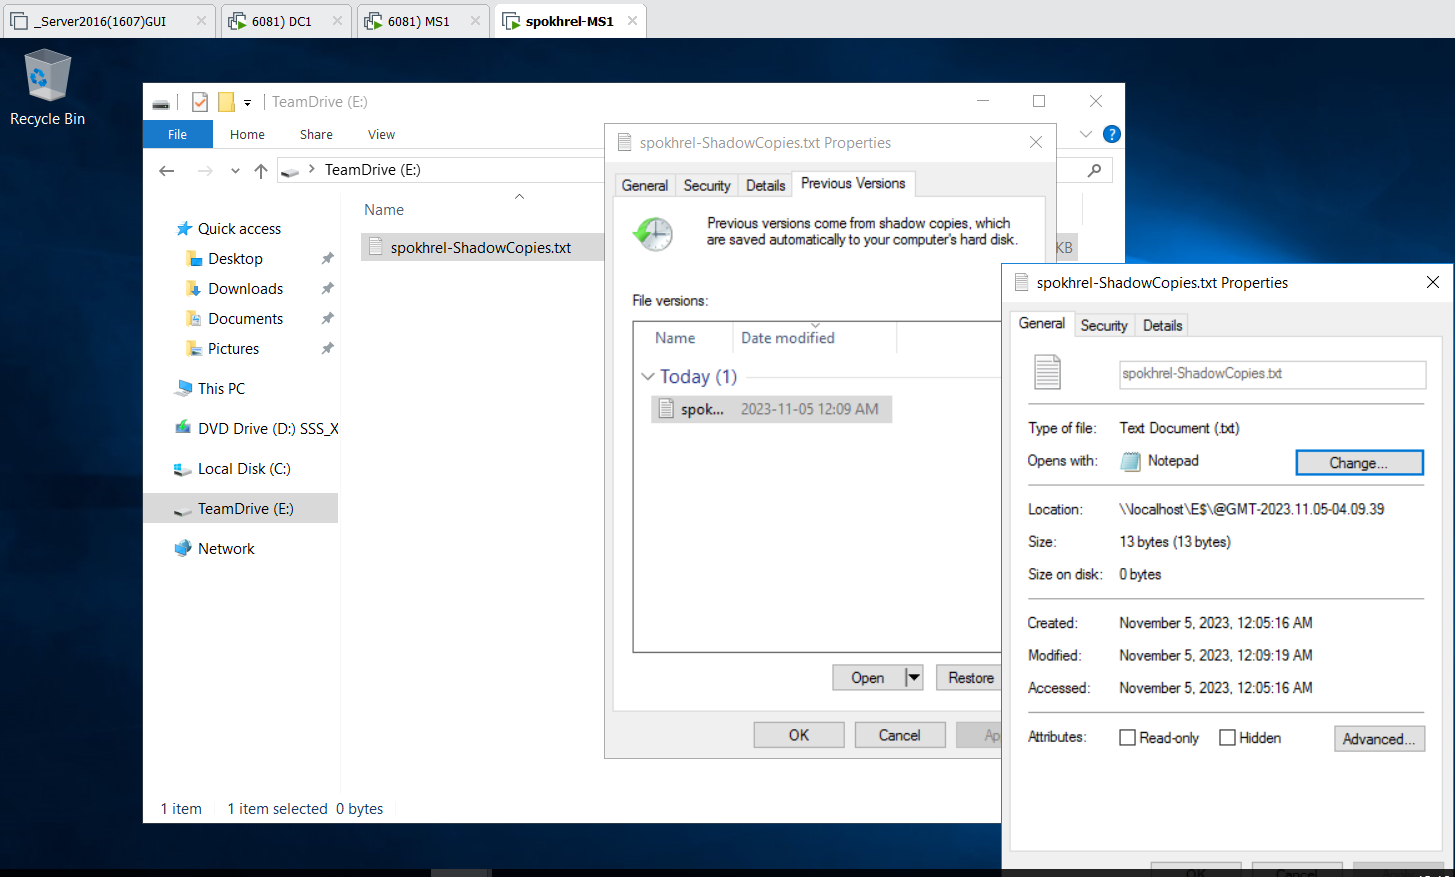 _Server2016(1607)GUI
6081) DC1
6081) MS1
spokhrel-MS1
Recycle Bin
TeamDrive (E:)
File
Home
Share
View
TeamDrive (E:)
Name
spokhrel-ShadowCopies.txt
KB
Quick access
Desktop
Downloads
Documents
Pictures
This PC
DVD Drive (D:) SSS_X
Local Disk (C:)
TeamDrive (E:)
Network
1 item
1 item selected 0 bytes
spokhrel-ShadowCopies.txt Properties
General
Security
Details
Previous Versions
Previous versions come from shadow copies, which
are saved automatically to your computer's hard disk.
File versions:
Name
Date modified
Today (1)
spok...
2023-11-05 12:09 AM
Open
Restore
OK
Cancel
Ap
spokhrel-ShadowCopies.txt Properties
General
Security
Details
spokhrel-ShadowCopies.txt
Type of file:
Text Document (.txt)
Opens with:
Notepad
Change...
Location:
\\localhost\E$\@GMT-2023.11.05-04.09.39
Size:
13 bytes (13 bytes)
Size on disk:
0 bytes
Created:
November 5, 2023, 12:05:16 AM
Modified:
November 5, 2023, 12:09:19 AM
Accessed:
November 5, 2023, 12:05:16 AM
Attributes:
Read-only
Hidden
Advanced...
OK
Cancel